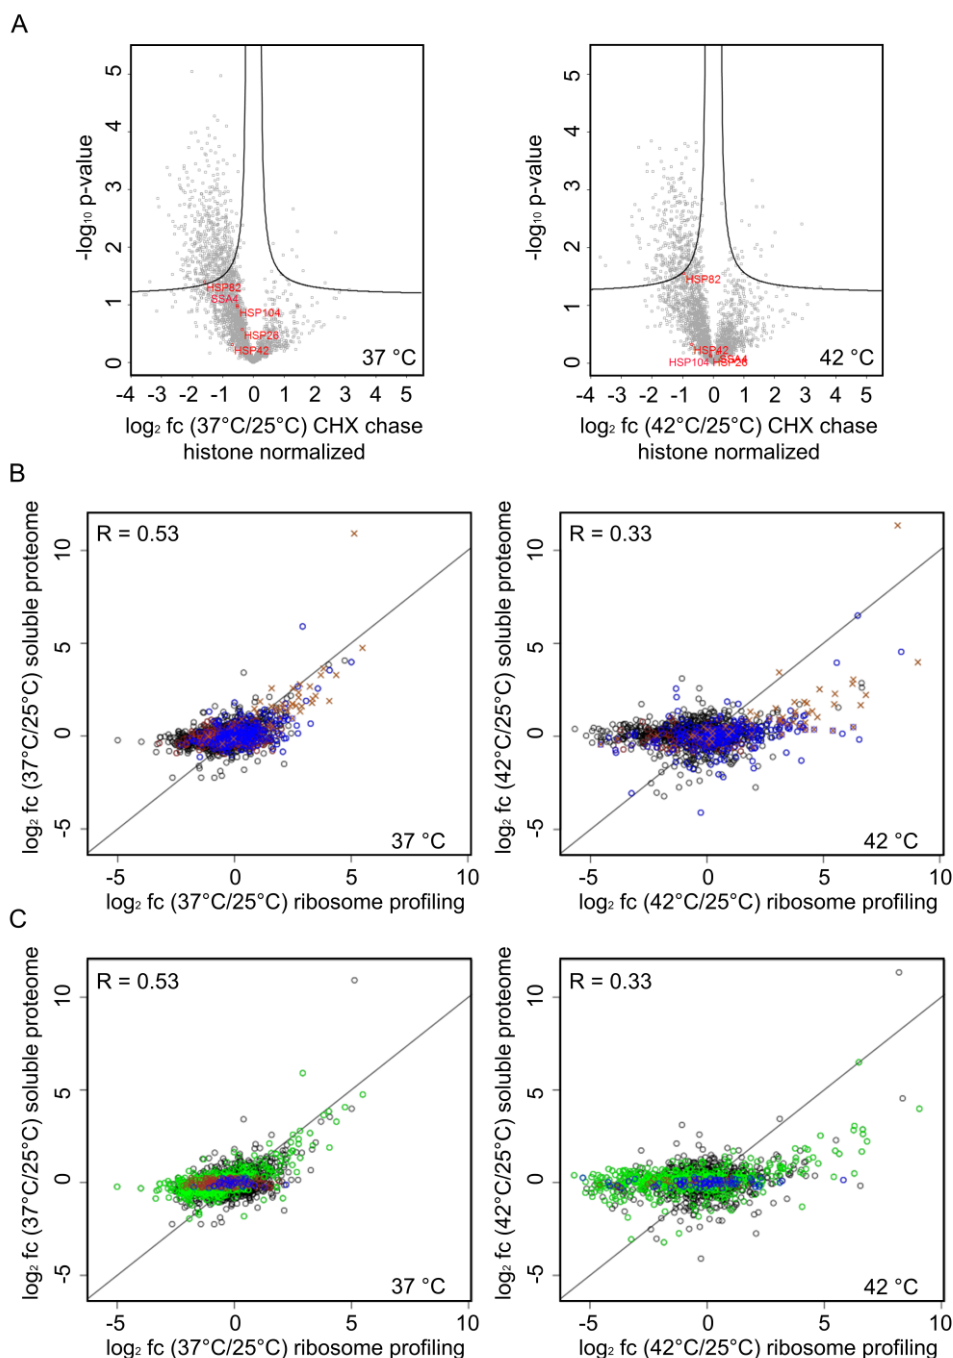 A
-log₁₀ p-value
5
4
3
2
1
0
HSP82
SSA4
HSP104
HSP26
HSP42
37 °C
-4 -3 -2 -1 0 1 2 3 4 5
log₂ fc (37°C/25°C) CHX chase
histone normalized
-log₁₀ p-value
5
4
3
2
1
0
HSP82
HSP42
SSA4
HSP104
HSP26
42 °C
-4 -3 -2 -1 0 1 2 3 4 5
log₂ fc (42°C/25°C) CHX chase
histone normalized
B
log₂ fc (37°C/25°C) soluble proteome
10
5
0
-5
R = 0.53
37 °C
-5 0 5 10
log₂ fc (37°C/25°C) ribosome profiling
log₂ fc (42°C/25°C) soluble proteome
10
5
0
-5
R = 0.33
42 °C
-5 0 5 10
log₂ fc (42°C/25°C) ribosome profiling
C
log₂ fc (37°C/25°C) soluble proteome
10
5
0
-5
R = 0.53
37 °C
-5 0 5 10
log₂ fc (37°C/25°C) ribosome profiling
log₂ fc (42°C/25°C) soluble proteome
10
5
0
-5
R = 0.33
42 °C
-5 0 5 10
log₂ fc (42°C/25°C) ribosome profiling